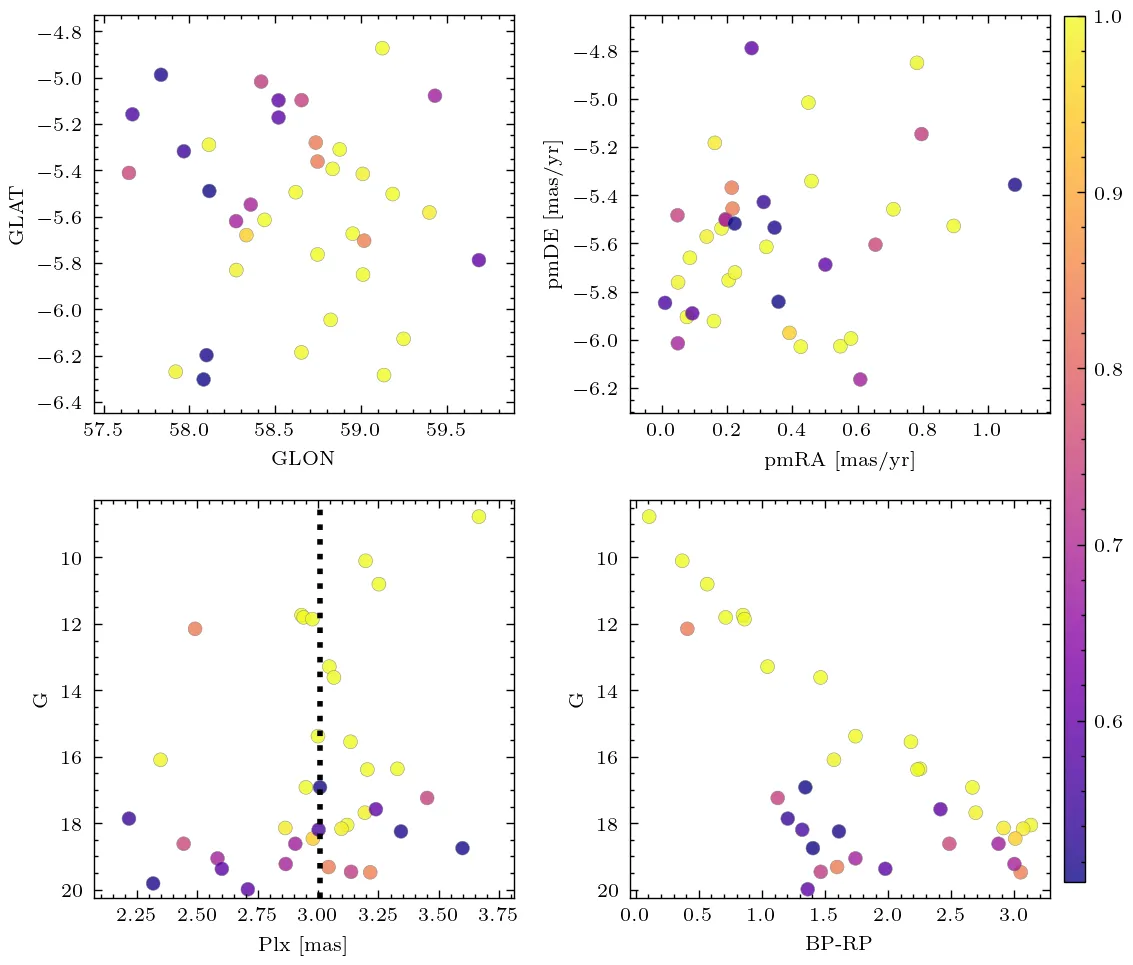 −4.8
−5.0
−5.2
−5.4
−5.6
−5.8
−6.0
−6.2
−6.4
GLAT
57.5 58.0 58.5 59.0 59.5
GLON
−4.8
−5.0
−5.2
−5.4
−5.6
−5.8
−6.0
−6.2
pmDE [mas/yr]
0.0 0.2 0.4 0.6 0.8 1.0
pmRA [mas/yr]
10
12
14
16
18
20
G
2.25 2.50 2.75 3.00 3.25 3.50 3.75
Plx [mas]
10
12
14
16
18
20
G
0.0 0.5 1.0 1.5 2.0 2.5 3.0
BP-RP
1.0
0.9
0.8
0.7
0.6